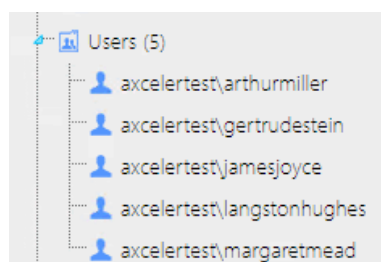 Users (5)
axcelertest\arthurmiller
axcelertest\gertrudestein
axcelertest\jamesjoyce
axcelertest\langstonhughes
axcelertest\margaretmead